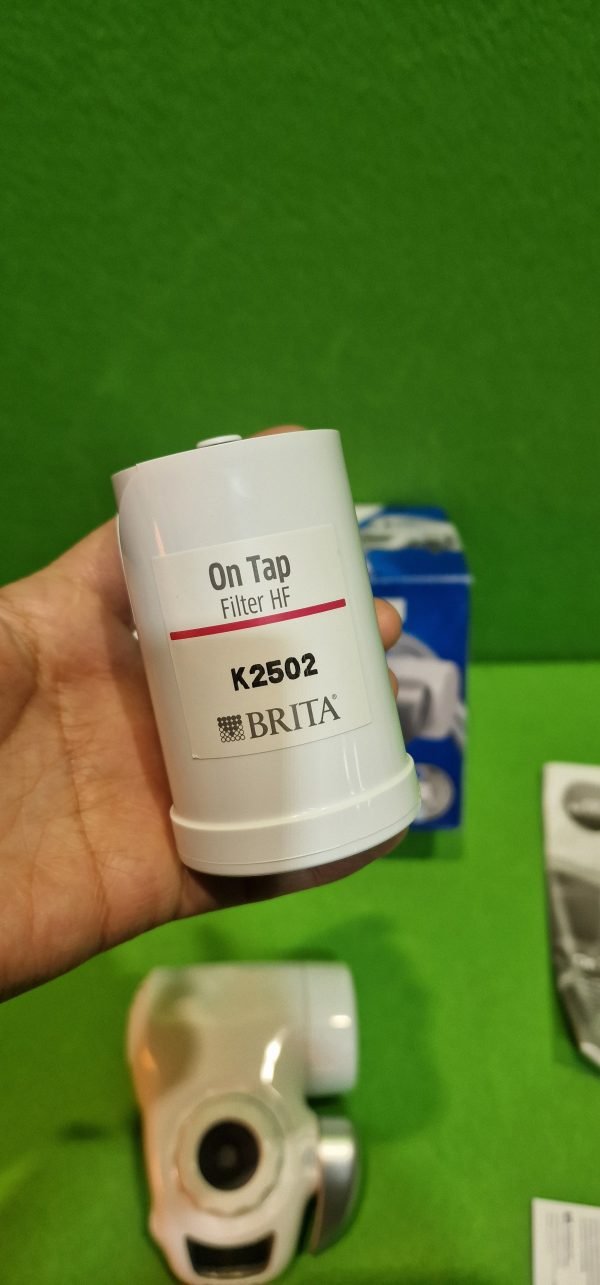 On Tap
Filter HF
K2502
BRITA®